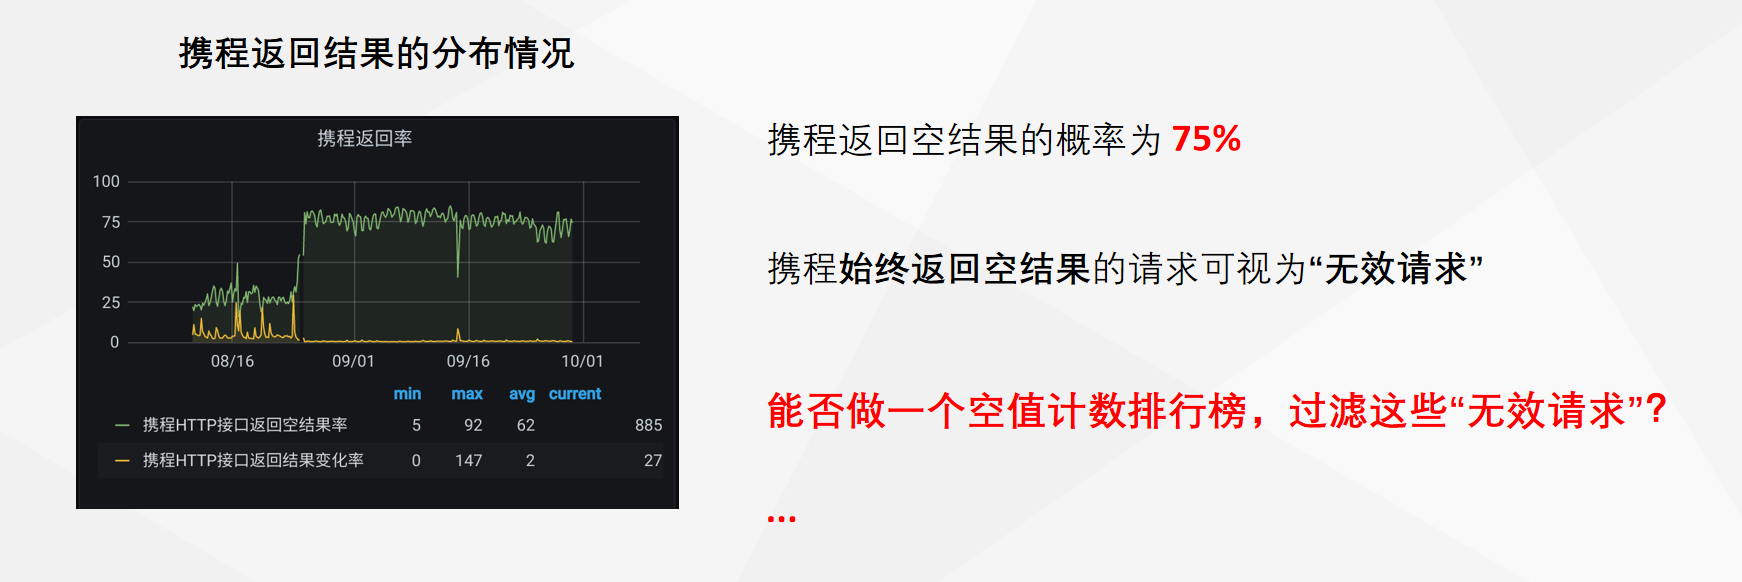 携程返回结果的分布情况
携程返回率
100
75
50
25
0
08/16 09/01 09/16 10/01
min max avg current
携程HTTP接口返回空结果率 5 92 62 885
携程HTTP接口返回结果变化率 0 147 2 27
携程返回空结果的概率为 75%
携程始终返回空结果的请求可视为“无效请求”
能否做一个空值计数排行榜，过滤这些“无效请求”？
...